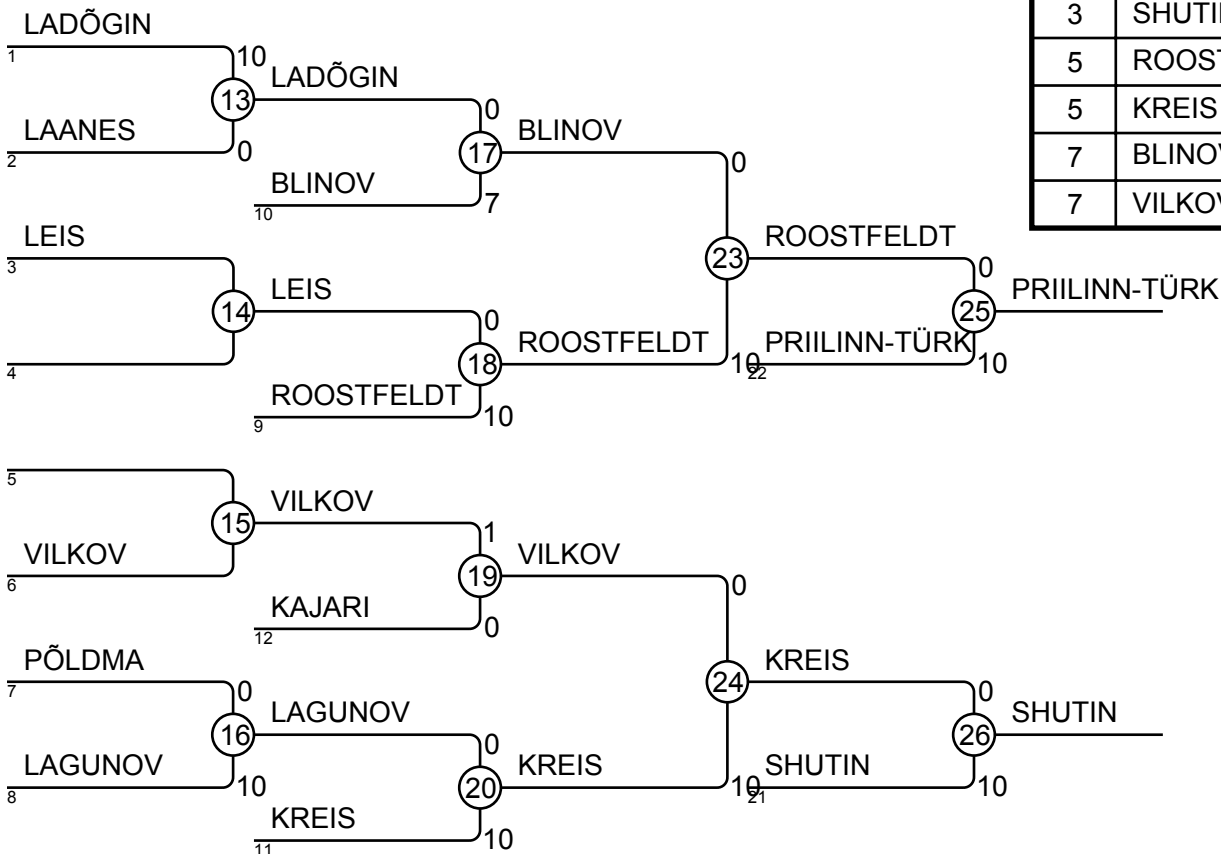 LADÕGIN
3 SHUTIN
1
10
5
LADÕGIN
13
0
LAANES
BLINOV
5 KREIS
17
0
0
2
7
BLINOV
7
10
7
LEIS
ROOSTFELDT
3
23
0
LEIS
PRIILINN-TÜRK
14
0
25
ROOSTFELDT
PRIILINN-TÜRK
18
10
22
10
4
ROOSTFELDT
10
9
5
VILKOV
15
1
VILKOV
VILKOV
19
0
6
KAJARI
0
12
PÕLDMA
KREIS
7
0
24
0
LAGUNOV
SHUTIN
16
0
26
LAGUNOV
KREIS
SHUTIN
10
20
10
21
10
8
KREIS
10
11